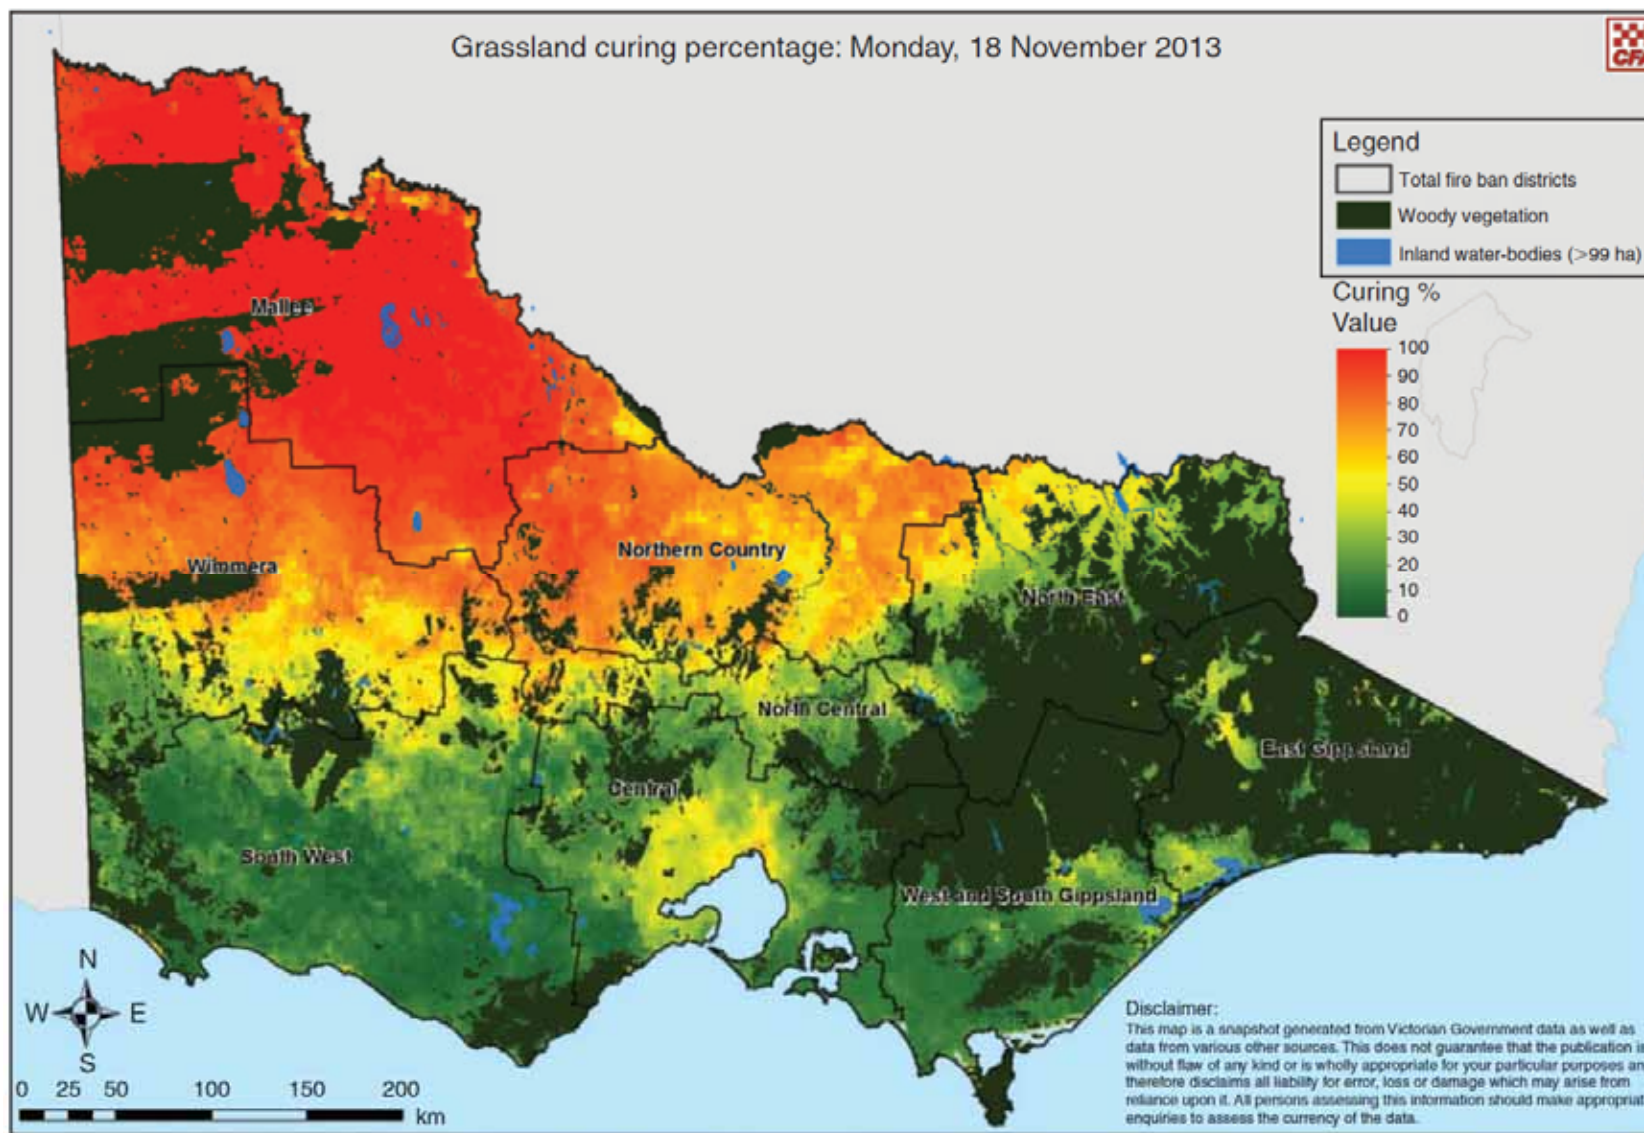 Grassland curing percentage: Monday, 18 November 2013
CFA
Legend
Total fire ban districts
Woody vegetation
Inland water-bodies (>99 ha)
Curing %
Value
100
90
80
70
60
50
40
30
20
10
0
Mallee
Wimmera
Northern Country
North East
North Central
East Gippsland
Central
South West
West and South Gippsland
N
W E
S
0 25 50 100 150 200
km
Disclaimer:
This map is a snapshot generated from Victorian Government data as well as
data from various other sources. This does not guarantee that the publication is
without flaw of any kind or is wholly appropriate for your particular purposes an
therefore disclaims all liability for error, loss or damage which may arise from
reliance upon it. All persons assessing this information should make appropriat
enquiries to assess the currency of the data.